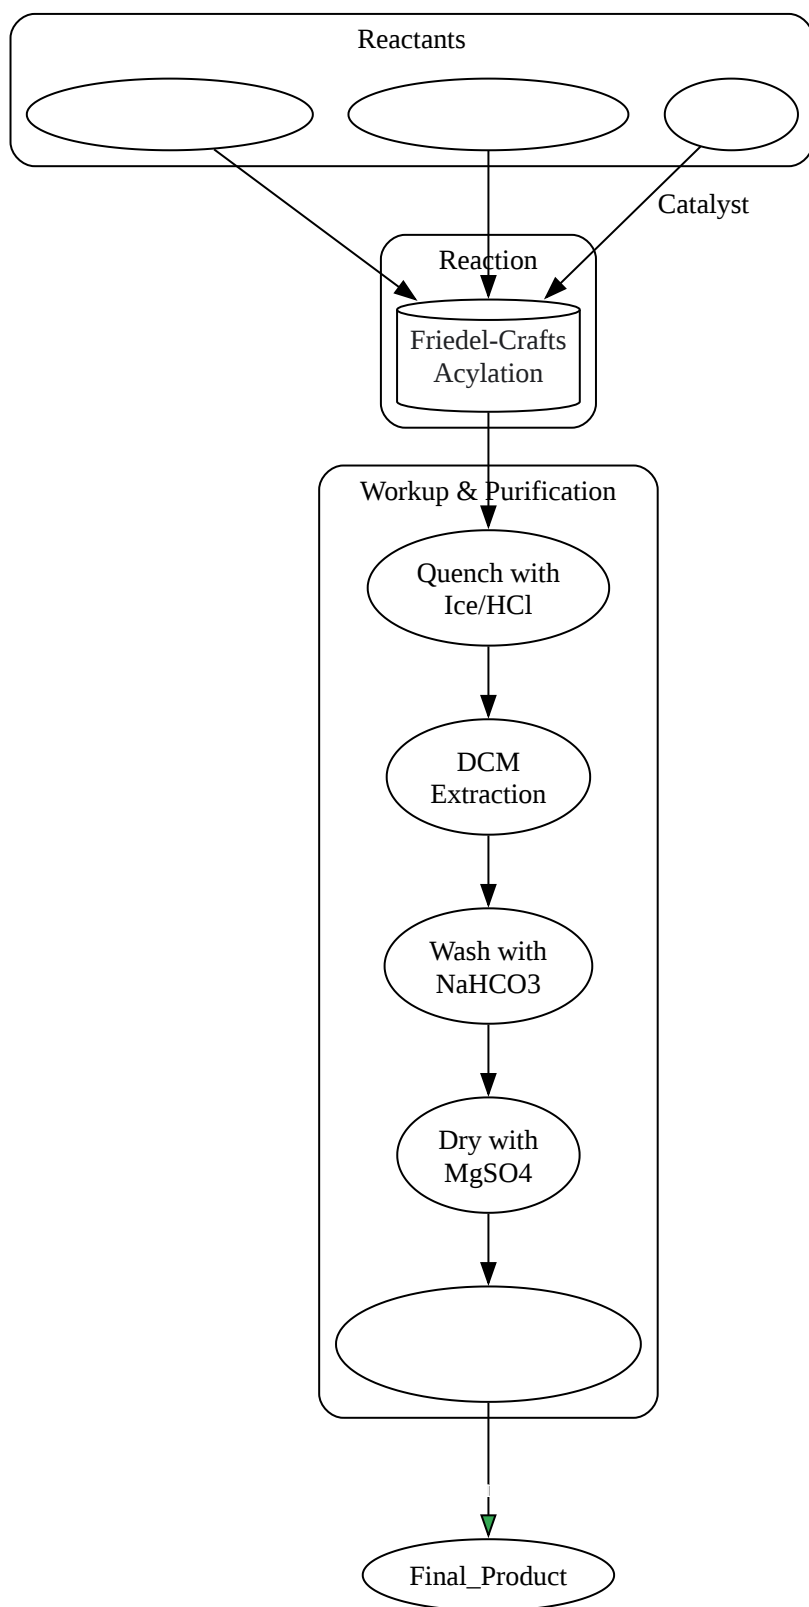 Reactants
Catalyst
Reaction
Friedel-Crafts
Acylation
Workup & Purification
Quench with
Ice/HCl
DCM
Extraction
Wash with
NaHCO3
Dry with
MgSO4
Final_Product